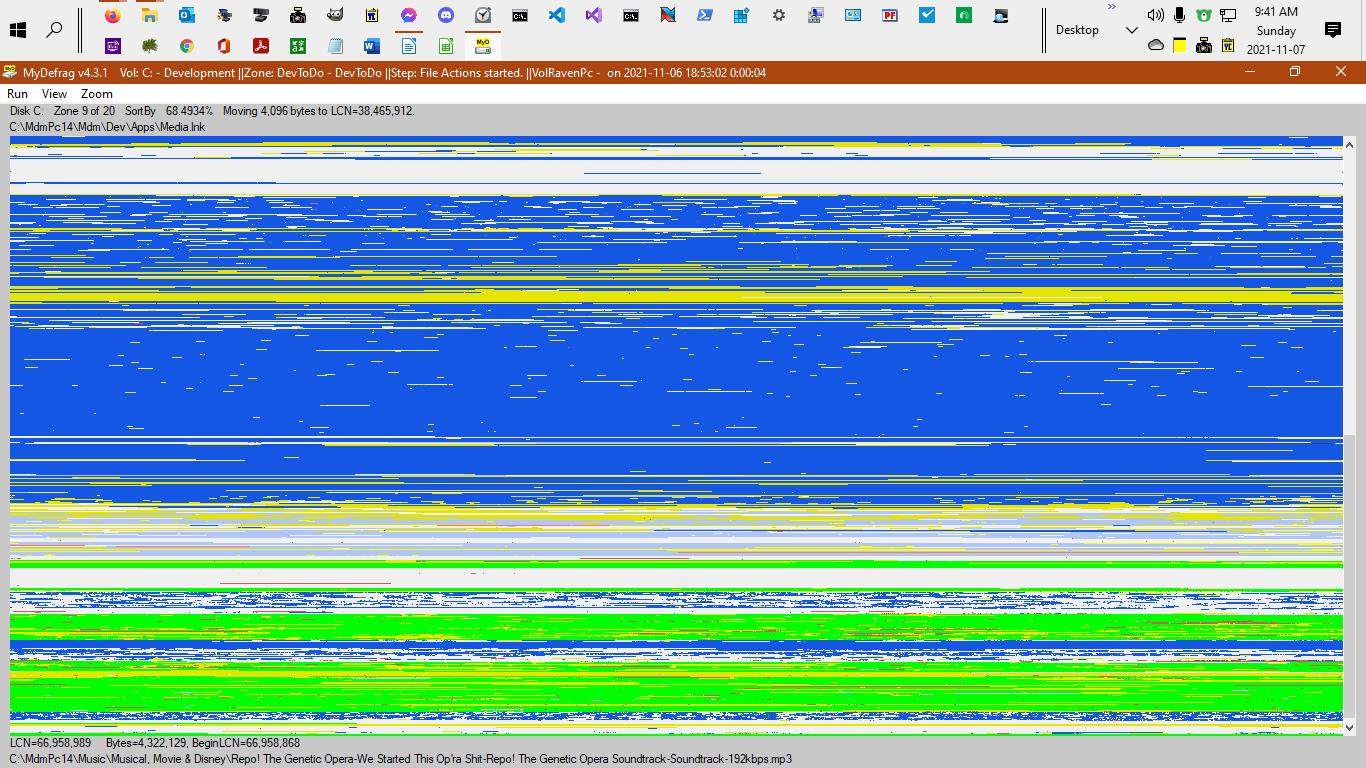 9:41 AM
Desktop
Sunday
2021-11-07
MyDefrag v4.3.1 Vol: C: - Development ||Zone: DevToDo - DevToDo ||Step: File Actions started. ||VolRavenPc - on 2021-11-06 18:53:02 0:00:04
Run View Zoom
Disk C: Zone 9 of 20 SortBy 68.4934% Moving 4,096 bytes to LCN=38,465,912.
C:\MdmPc14\Mdm\Dev\Apps\Media.lnk
LCN=66,958,989 Bytes=4,322,129, BeginLCN=66,958,868
C:\MdmPc14\Music\Musical, Movie & Disney\Repo! The Genetic Opera-We Started This Op'ra Shit-Repo! The Genetic Opera Soundtrack-Soundtrack-192kbps.mp3